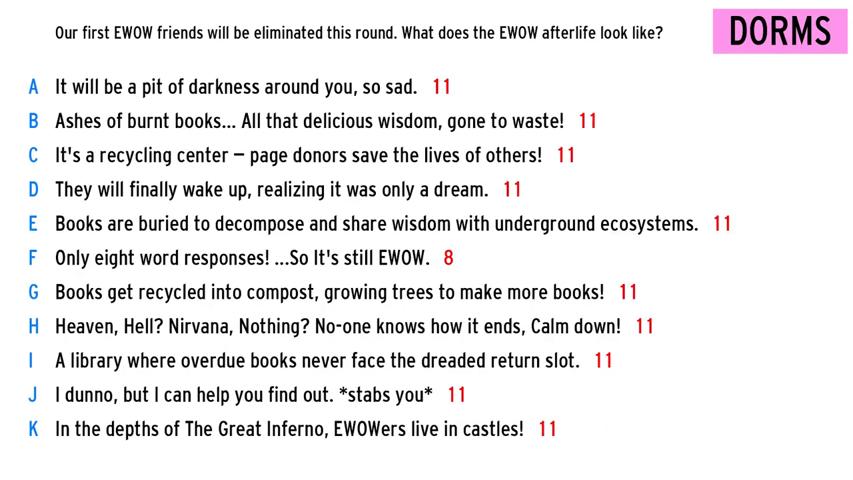 Our first EWOW friends will be eliminated this round. What does the EWOW afterlife look like?
DORMS
A It will be a pit of darkness around you, so sad. 11
B Ashes of burnt books... All that delicious wisdom, gone to waste! 11
C It's a recycling center – page donors save the lives of others! 11
D They will finally wake up, realizing it was only a dream. 11
E Books are buried to decompose and share wisdom with underground ecosystems. 11
F Only eight word responses! ...So It's still EWOW. 8
G Books get recycled into compost, growing trees to make more books! 11
H Heaven, Hell? Nirvana, Nothing? No-one knows how it ends, Calm down! 11
I A library where overdue books never face the dreaded return slot. 11
J I dunno, but I can help you find out. *stabs you* 11
K In the depths of The Great Inferno, EWOWers live in castles! 11